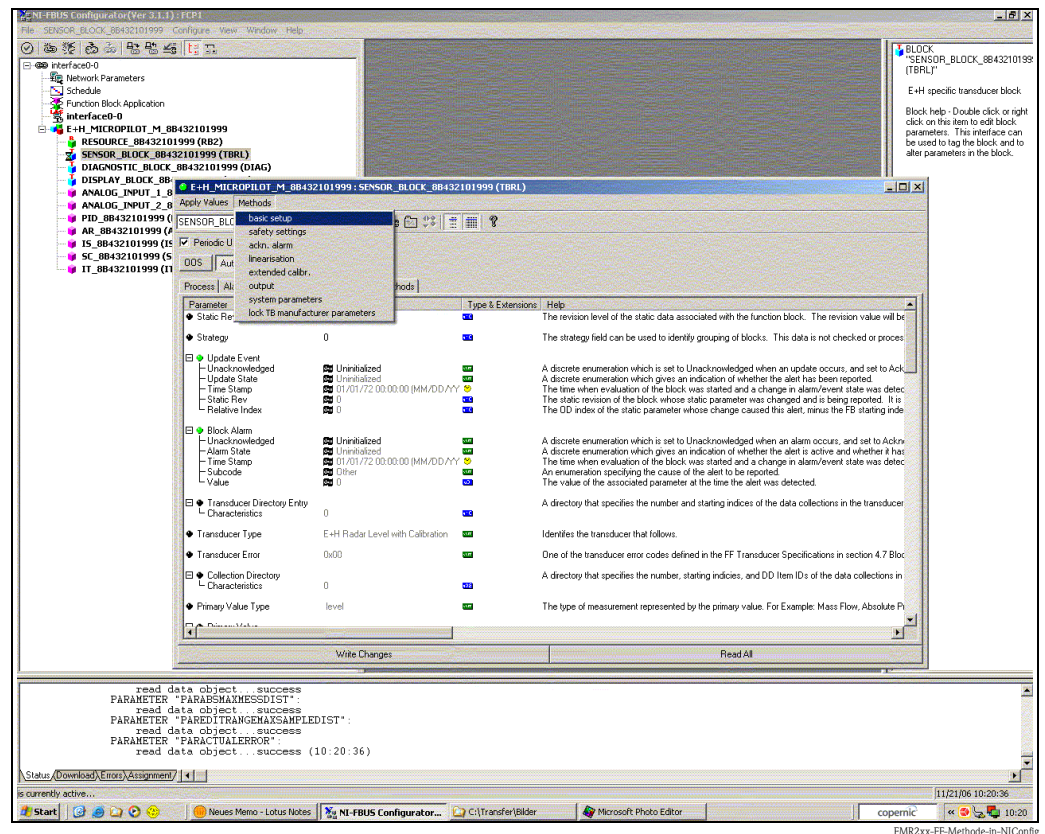 NI-FBUS Configurator(Ver 3.1.1) : FCP1
File SENSOR_BLOCK_8B432101999 Configure View Window Help
interface0-0
Network Parameters
Schedule
Function Block Application
interface0-0
E+H_MICROPILOT_M_8B432101999
RESOURCE_8B432101999 (RB2)
SENSOR_BLOCK_8B432101999 (TBRL)
DIAGNOSTIC_BLOCK_8B432101999 (DIAG)
DISPLAY_BLOCK_8B
ANALOG_INPUT_1_8
ANALOG_INPUT_2_8
PID_8B432101999 (
AR_8B432101999 (A
IS_8B432101999 (IS
SC_8B432101999 (S
IT_8B432101999 (IT
BLOCK
"SENSOR_BLOCK_8B432101999
(TBRL)"
E+H specific transducer block
Block help - Double click or right
click on this item to edit block
parameters. This interface can
be used to tag the block and to
alter parameters in the block.
E+H_MICROPILOT_M_8B432101999 : SENSOR_BLOCK_8B432101999 (TBRL)
Apply Values Methods
SENSOR_BLO
basic setup
safety settings
ackn. alarm
linearisation
extended calibr.
output
system parameters
lock TB manufacturer parameters
Periodic U
OOS Aut
Process Ala hods
Parameter Type & Extensions Help
Static Re The revision level of the static data associated with the function block. The revision value will be
Strategy 0 The strategy field can be used to identify grouping of blocks. This data is not checked or proces
Update Event
Unacknowledged Uninitialized A discrete enumeration which is set to Unacknowledged when an update occurs, and set to Ack
Update State Uninitialized A discrete enumeration which gives an indication of whether the alert has been reported.
Time Stamp 01/01/72 00:00:00 (MM/DD/YY The time when evaluation of the block was started and a change in alarm/event state was detec
Static Rev 0 The static revision of the block whose static parameter was changed and is being reported. It is
Relative Index 0 The OD index of the static parameter whose change caused this alert, minus the FB starting inde
Block Alarm
Unacknowledged Uninitialized A discrete enumeration which is set to Unacknowledged when an alarm occurs, and set to Ackn
Alarm State Uninitialized A discrete enumeration which gives an indication of whether the alert is active and whether it has
Time Stamp 01/01/72 00:00:00 (MM/DD/YY The time when evaluation of the block was started and a change in alarm/event state was detec
Subcode Other An enumeration specifying the cause of the alert to be reported.
Value 0 The value of the associated parameter at the time the alert was detected.
Transducer Directory Entry A directory that specifies the number and starting indices of the data collections in the transducer
Characteristics 0
Transducer Type E+H Radar Level with Calibration Identifes the transducer that follows.
Transducer Error 0x00 One of the transducer error codes defined in the FF Transducer Specifications in section 4.7 Bloc
Collection Directory A directory that specifies the number, starting indicies, and DD Item IDs of the data collections in
Characteristics 0
Primary Value Type level The type of measurement represented by the primary value. For Example: Mass Flow, Absolute P
Primary Value
Write Changes Read All
read data object...success
PARAMETER "PARABSMAXMESSDIST":
read data object...success
PARAMETER "PAREDITRANGEMAXSAMPLEDIST":
read data object...success
PARAMETER "PARACTUALERROR":
read data object...success (10:20:36)
Status Download Errors Assignment
is currently active... 11/21/06 10:20:36
Start Neues Memo - Lotus Notes NI-FBUS Configurator... C:\Transfer\Bilder Microsoft Photo Editor copernic « 10:20
FMR2xx-FF-Methode-in-NIConfig